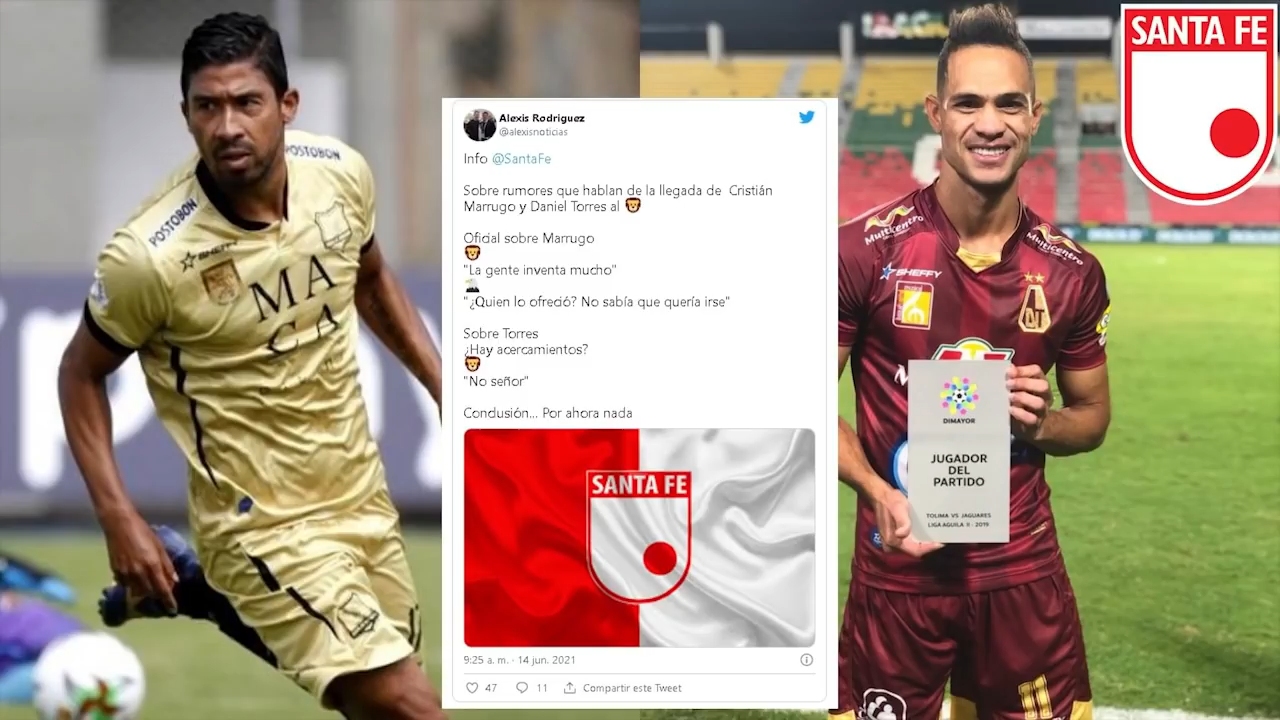 POSTOBON
POSTOBON
SHEFFY
MA
CA
Alexis Rodriguez
@alexisnoticias
Info @SantaFe
Sobre rumores que hablan de la llegada de Cristián
Marrugo y Daniel Torres al
Oficial sobre Marrugo
"La gente inventa mucho"
"¿Quien lo ofreció? No sabía que quería irse"
Sobre Torres
¿Hay acercamientos?
"No señor"
Conclusión... Por ahora nada
SANTA FE
9:25 a. m. · 14 jun. 2021
47
11
Compartir este Tweet
SANTA FE
Multicentro
Multicentro
SHEFFY
DT
DIMAYOR
JUGADOR
DEL
PARTIDO
TOLIMA VS JAGUARES
LIGA AGUILA II - 2019
11